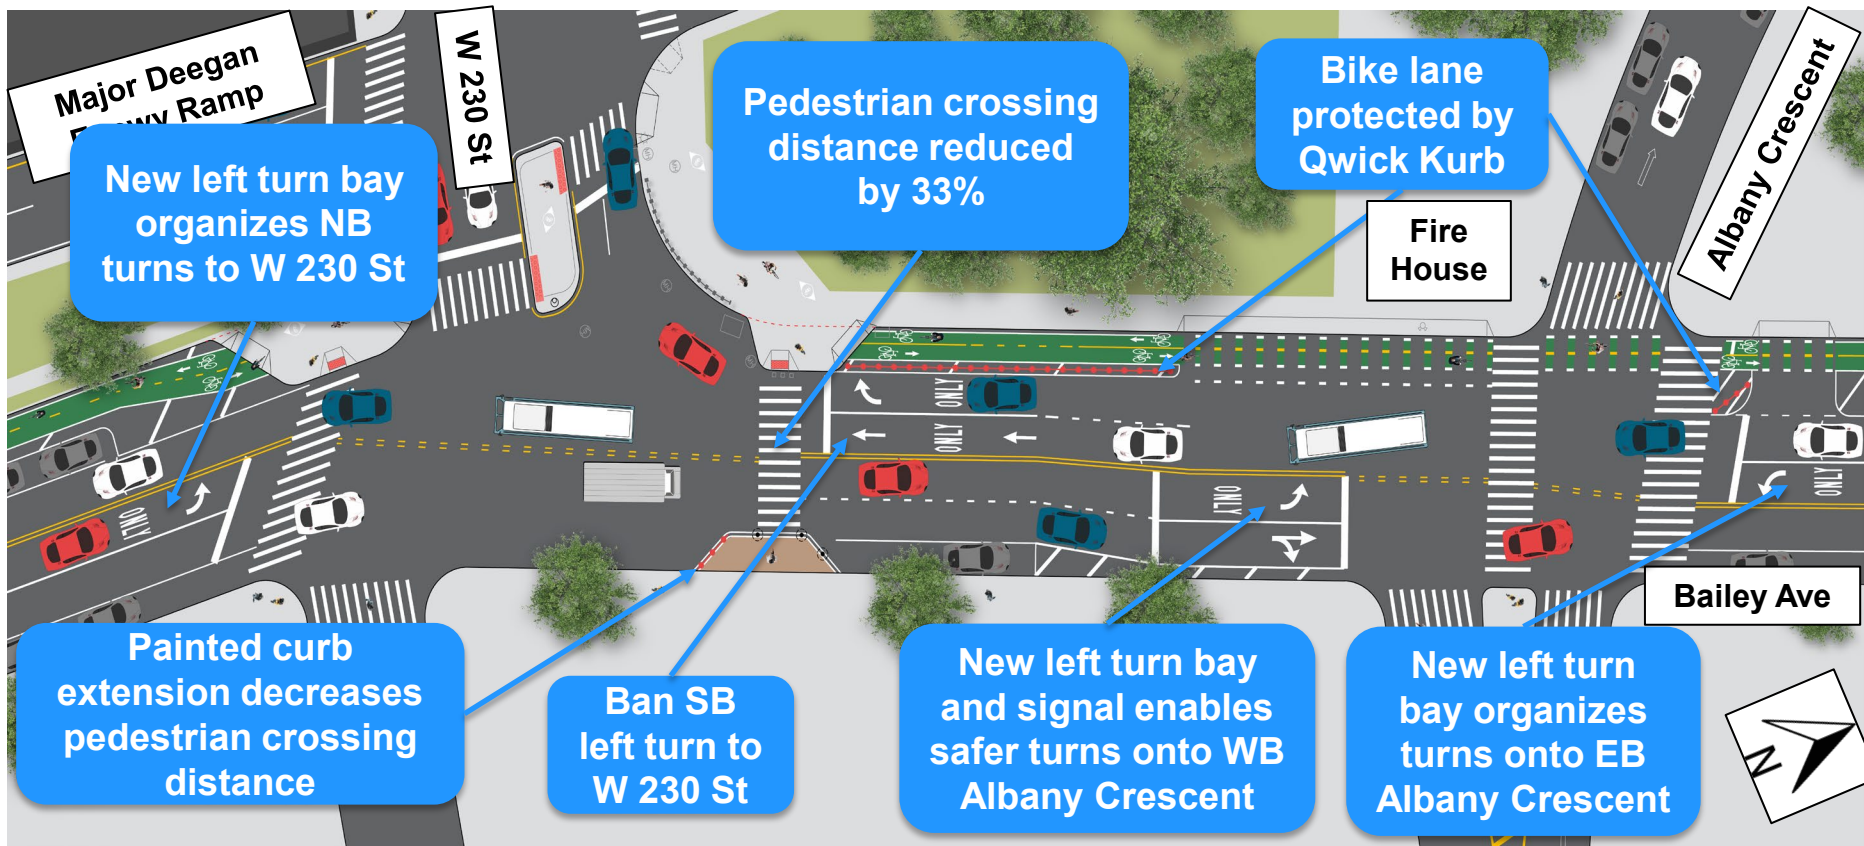 Major Deegan
Ramp
W 230 St
New left turn bay
organizes NB
turns to W 230 St
Pedestrian crossing
distance reduced
by 33%
Bike lane
protected by
Qwick Kurb
Fire
House
Albany Crescent
ONLY
ONLY
ONLY
ONLY
ONLY
Bailey Ave
Painted curb
extension decreases
pedestrian crossing
distance
Ban SB
left turn to
W 230 St
New left turn bay
and signal enables
safer turns onto WB
Albany Crescent
New left turn
bay organizes
turns onto EB
Albany Crescent
N